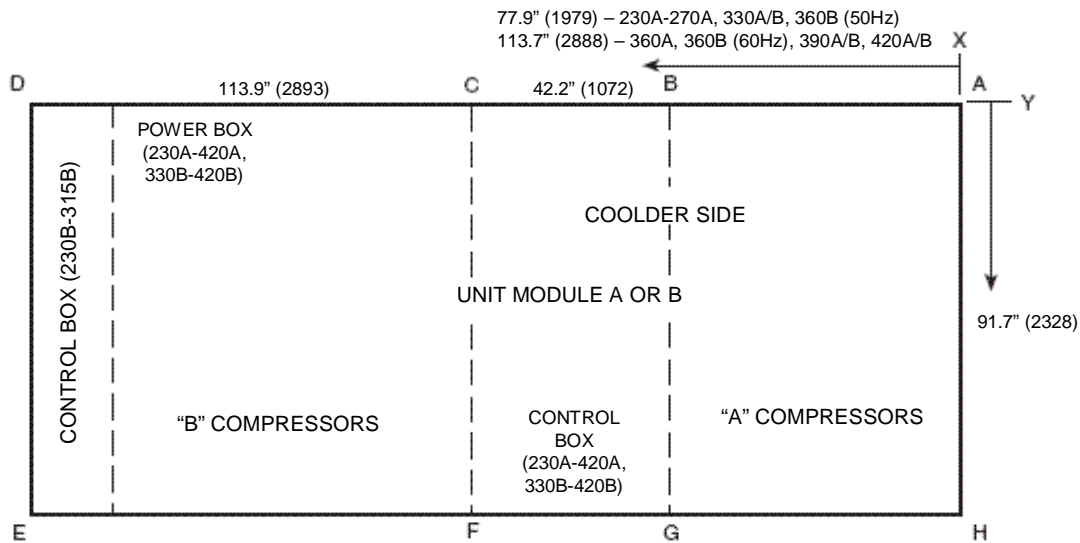 77.9” (1979) – 230A-270A, 330A/B, 360B (50Hz)
113.7” (2888) – 360A, 360B (60Hz), 390A/B, 420A/B
X
D
113.9” (2893)
C
42.2” (1072)
B
A
Y
POWER BOX
(230A-420A,
330B-420B)
CONTROL BOX (230B-315B)
COOLDER SIDE
UNIT MODULE A OR B
91.7” (2328)
“B” COMPRESSORS
CONTROL
BOX
(230A-420A,
330B-420B)
“A” COMPRESSORS
E
F
G
H